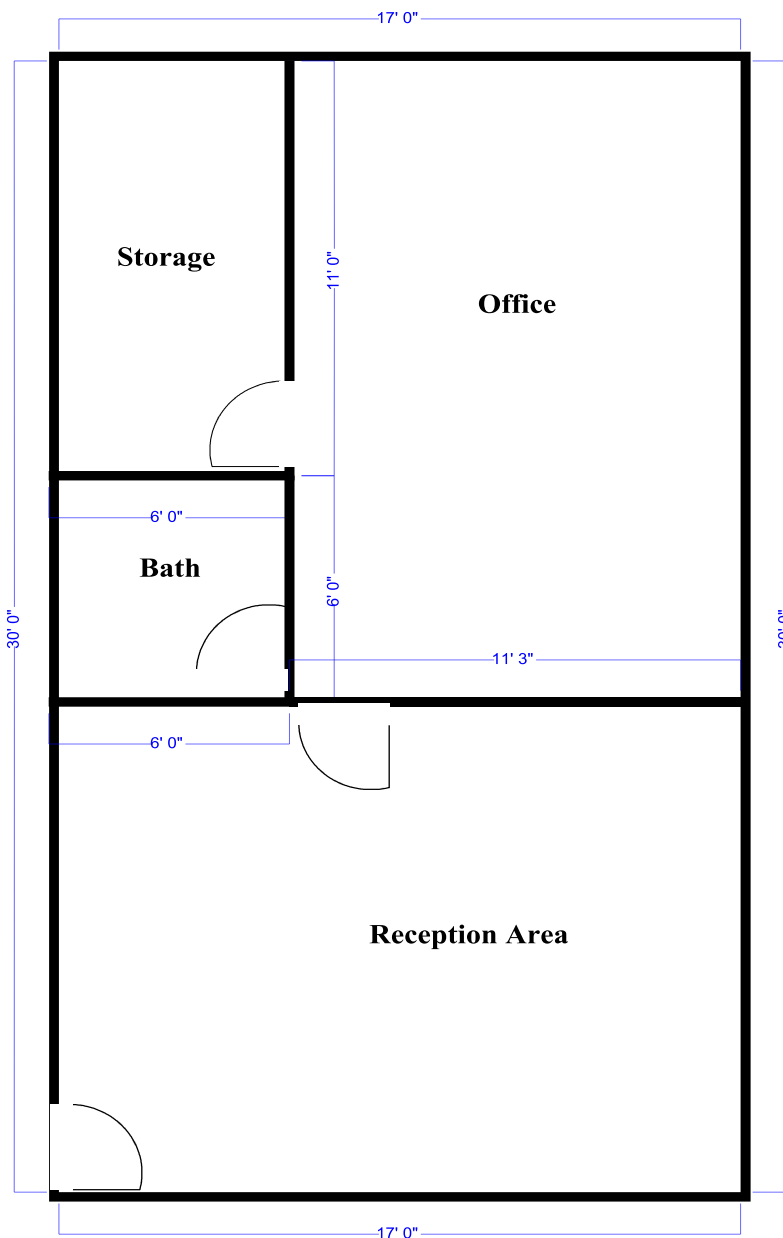 17' 0"
Storage
11' 0"
Office
6' 0"
Bath
6' 0"
30' 0"
11' 3"
6' 0"
Reception Area
17' 0"